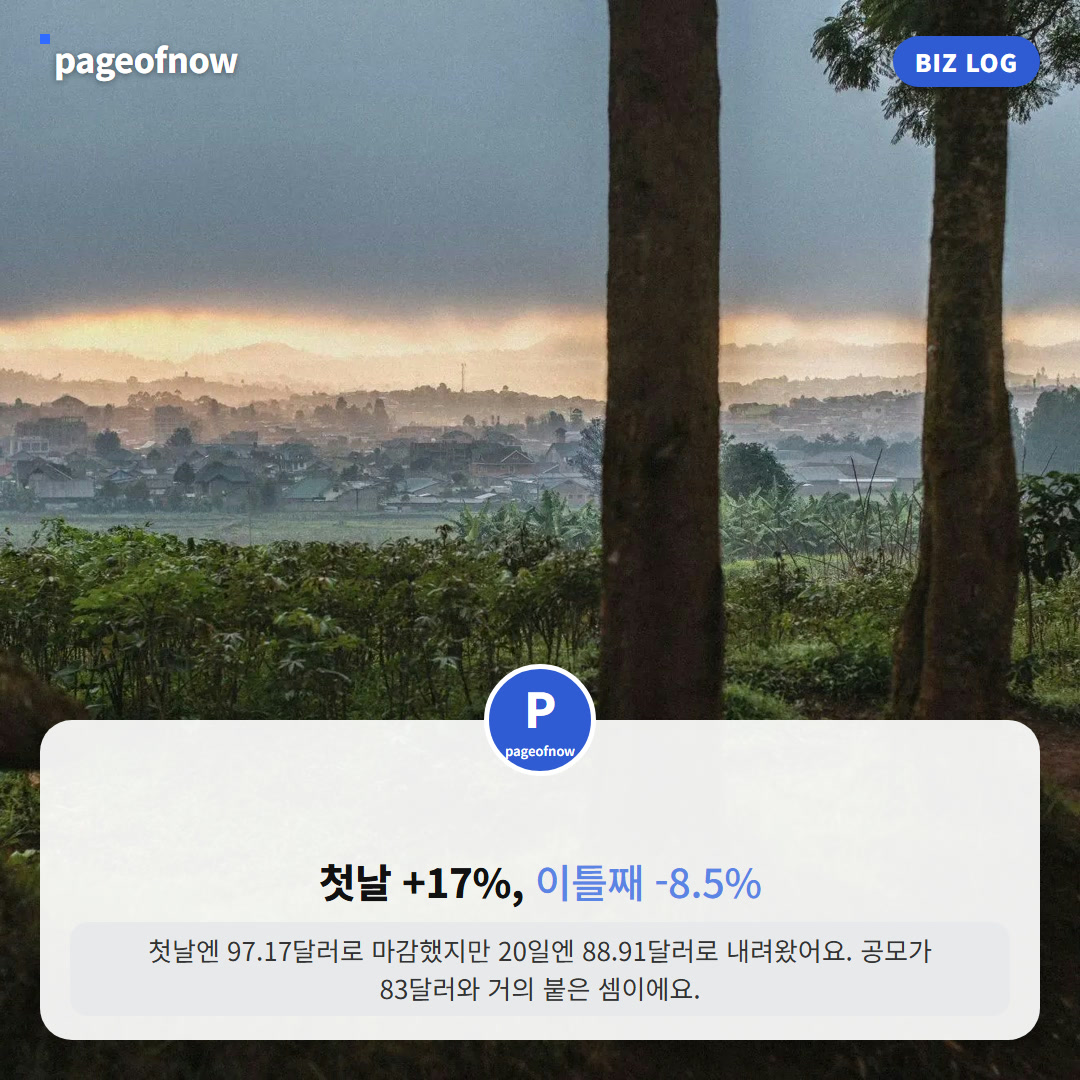 pageofnow
BIZ LOG
P
pageofnow
첫날 +17%, 이틀째 -8.5%
첫날엔 97.17달러로 마감했지만 20일엔 88.91달러로 내려왔어요. 공모가
83달러와 거의 붙은 셈이에요.